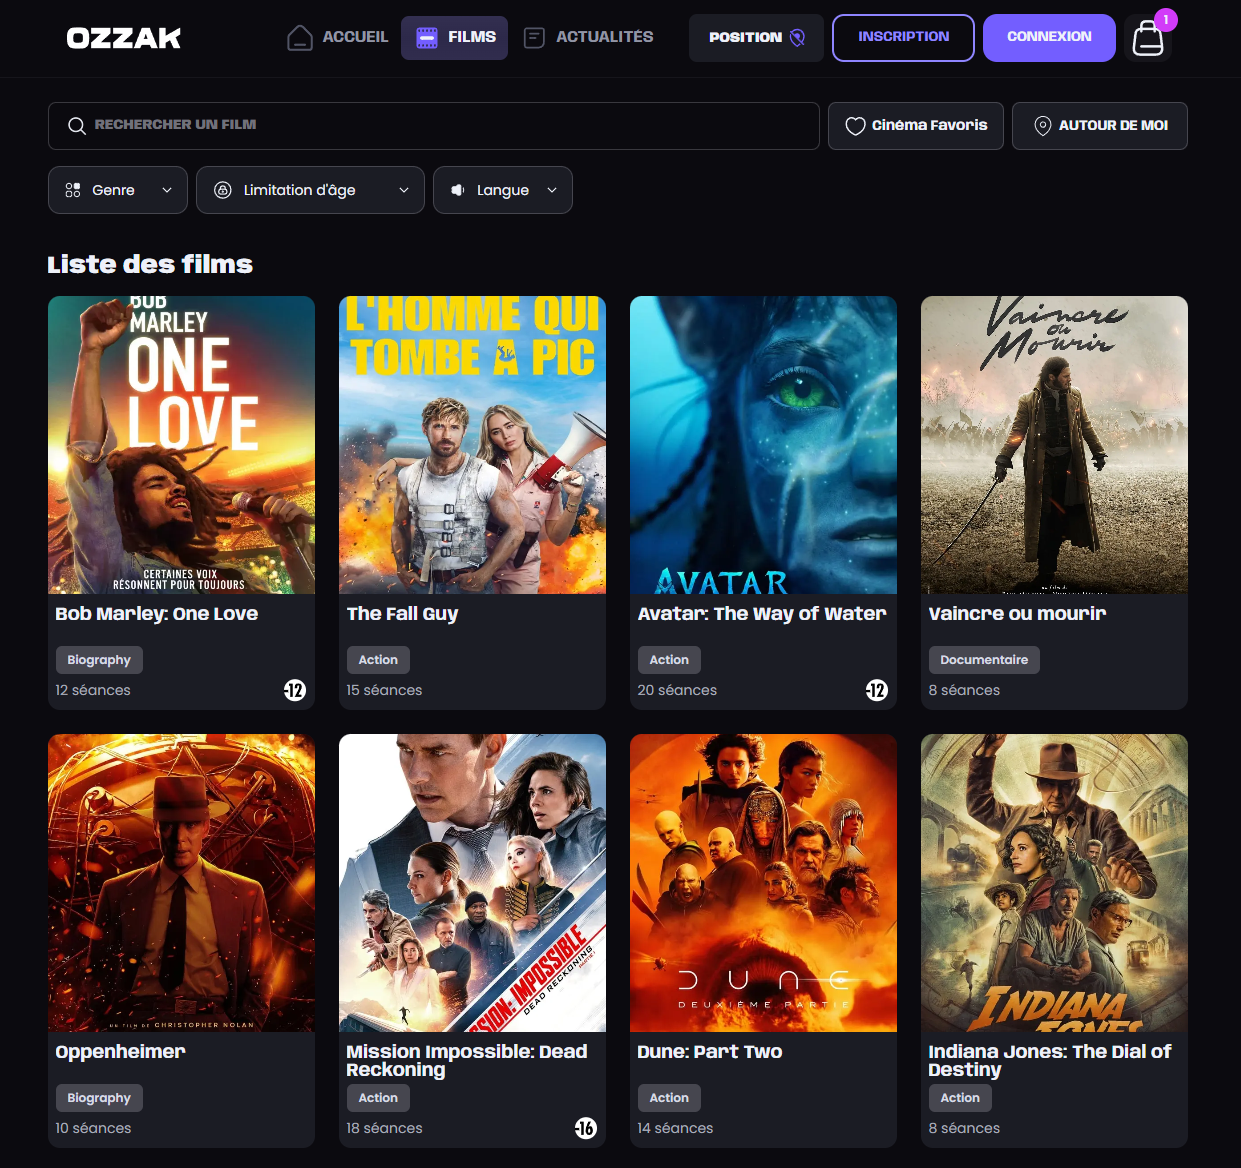 OZZAK
ACCUEIL
FILMS
ACTUALITÉS
POSITION
INSCRIPTION
CONNEXION
1
RECHERCHER UN FILM
Cinéma Favoris
AUTOUR DE MOI
Genre
Limitation d'âge
Langue
Liste des films
BOB
MARLEY
ONE
LOVE
CERTAINES VOIX
RÉSONNENT POUR TOUJOURS
Bob Marley: One Love
Biography
12 séances
-12
L'HOMME QUI
TOMBE A PIC
The Fall Guy
Action
15 séances
AVATAR
Avatar: The Way of Water
Action
20 séances
-12
Vaincre
ou
Mourir
Vaincre ou mourir
Documentaire
8 séances
UN FILM DE CHRISTOPHER NOLAN
Oppenheimer
Biography
10 séances
SION: IMPOSSIBLE
DEAD RECKONING
Mission Impossible: Dead
Reckoning
Action
18 séances
-16
DUNE
DEUXIÈME PARTIE
Dune: Part Two
Action
14 séances
INDIANA
JONES
Indiana Jones: The Dial of
Destiny
Action
8 séances